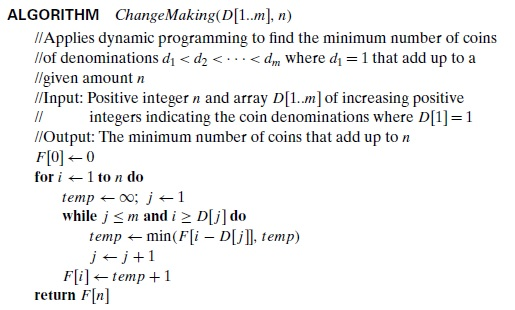 ALGORITHM ChangeMaking(D[1..m], n)
//Applies dynamic programming to find the minimum number of coins
//of denominations d₁ < d₂ < · · · < dₘ where d₁ = 1 that add up to a
//given amount n
//Input: Positive integer n and array D[1..m] of increasing positive
// integers indicating the coin denominations where D[1] = 1
//Output: The minimum number of coins that add up to n
F[0] ← 0
for i ← 1 to n do
temp ← ∞; j ← 1
while j ≤ m and i ≥ D[j] do
temp ← min(F[i − D[j]], temp)
j ← j + 1
F[i] ← temp + 1
return F[n]